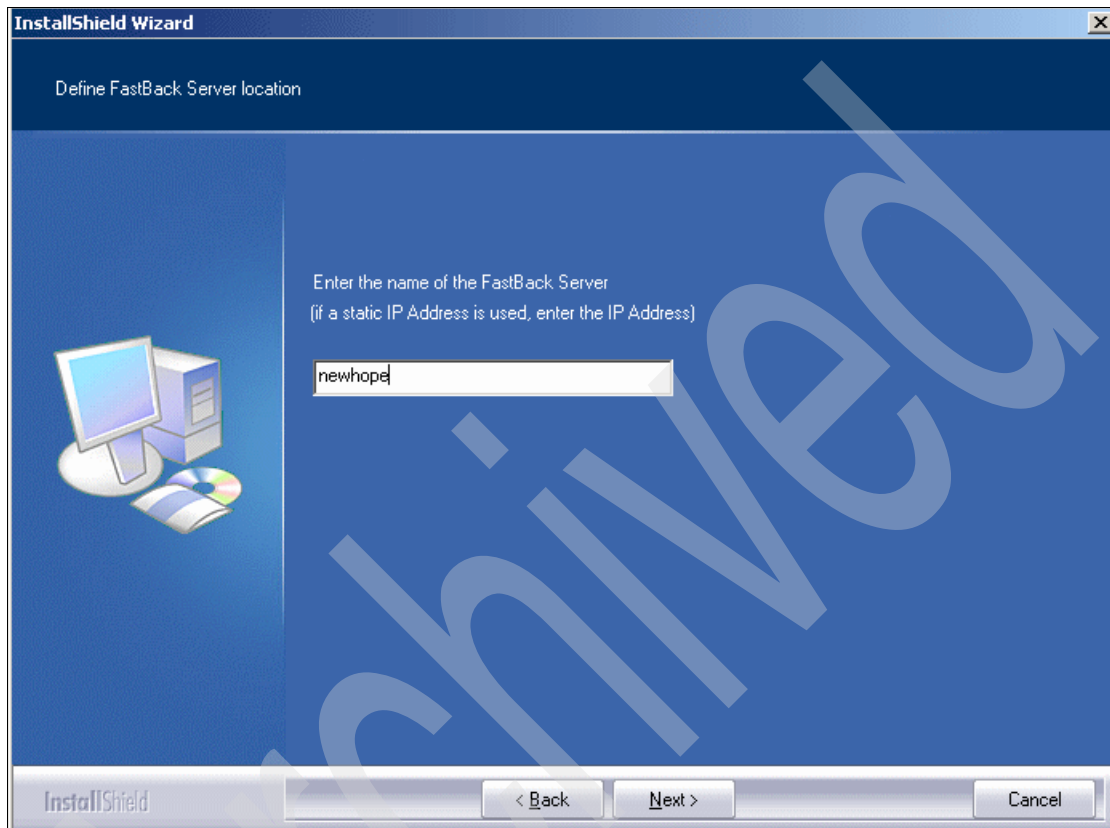 InstallShield Wizard
Define FastBack Server location
Enter the name of the FastBack Server
(if a static IP Address is used, enter the IP Address)
newhope
InstallShield
< Back
Next >
Cancel
rchived